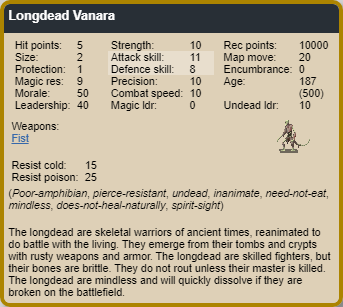 Longdead Vanara
Hit points: 5 Strength: 10 Rec points: 10000
Size: 2 Attack skill: 11 Map move: 20
Protection: 1 Defence skill: 8 Encumbrance: 0
Magic res: 9 Precision: 10 Age: 187
Morale: 50 Combat speed: 10 (500)
Leadership: 40 Magic ldr: 0 Undead ldr: 10
Weapons:
Fist
Resist cold: 15
Resist poison: 25
(Poor-amphibian, pierce-resistant, undead, inanimate, need-not-eat,
mindless, does-not-heal-naturally, spirit-sight)
The longdead are skeletal warriors of ancient times, reanimated to
do battle with the living. They emerge from their tombs and crypts
with rusty weapons and armor. The longdead are skilled fighters, but
their bones are brittle. They do not rout unless their master is killed.
The longdead are mindless and will quickly dissolve if they are
broken on the battlefield.